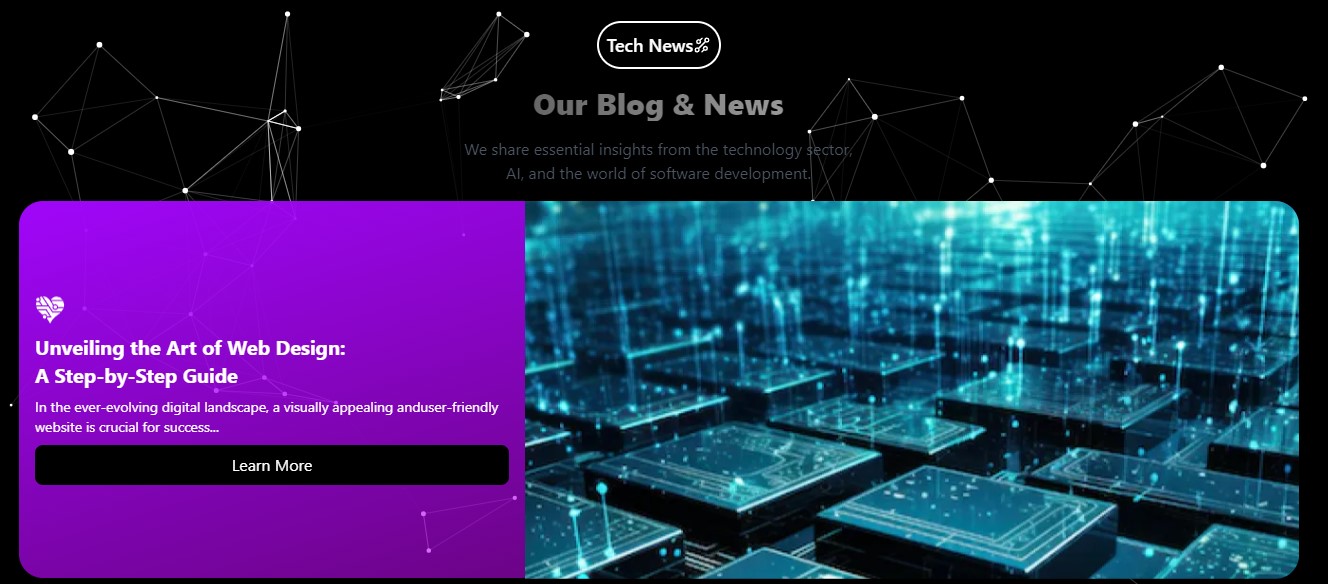 Tech News
Our Blog & News
We share essential insights from the technology sector,
AI, and the world of software development.
Unveiling the Art of Web Design:
A Step-by-Step Guide
In the ever-evolving digital landscape, a visually appealing anduser-friendly
website is crucial for success...
Learn More